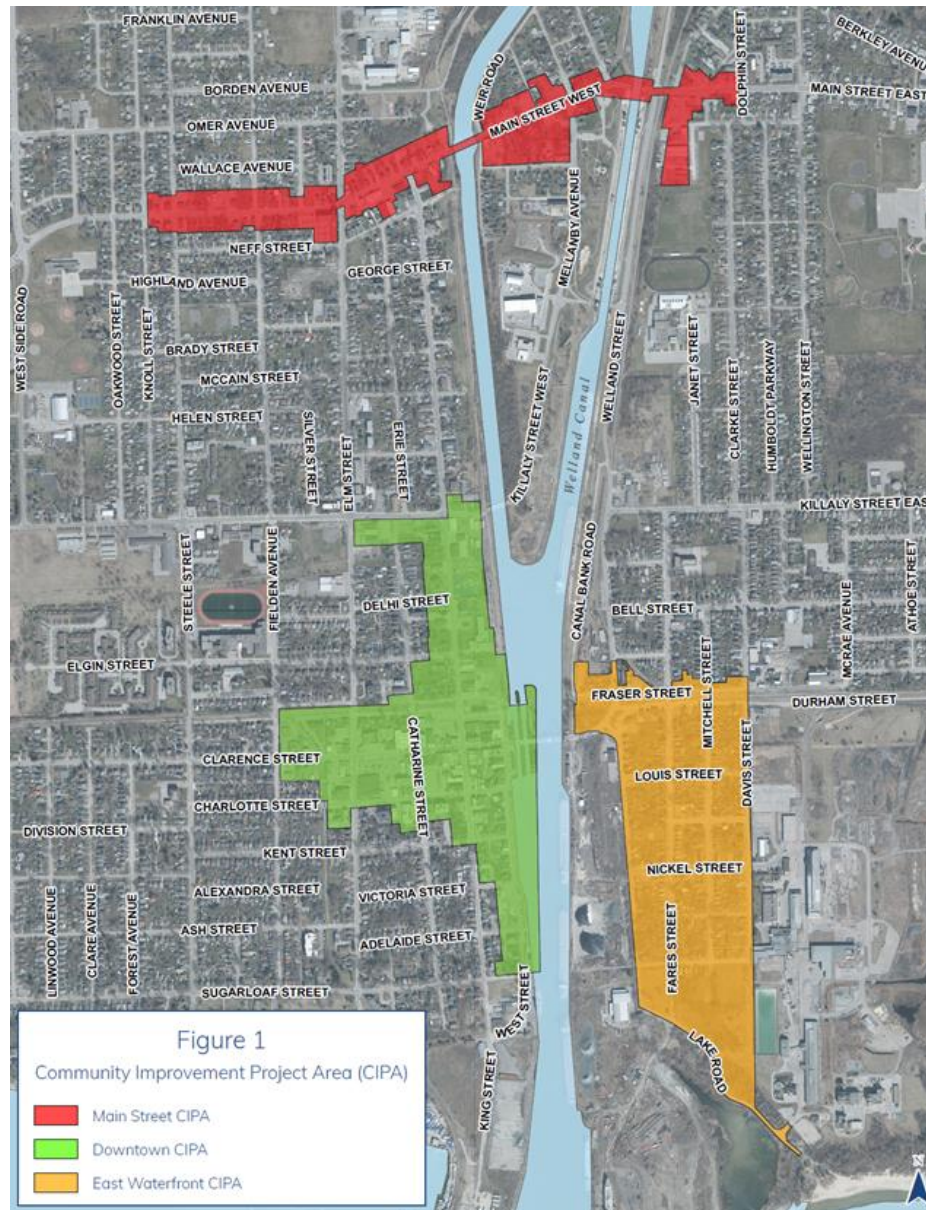 FRANKLIN AVENUE
BERKLEY AVENU
WEIR ROAD
DOLPHIN STREET
BORDEN AVENUE
MAIN STREET EAST
MAIN STREET WEST
OMER AVENUE
WALLACE AVENUE
NEFF STREET
MELLANBY AVENUE
GEORGE STREET
HIGHLAND AVENUE
WEST SIDE ROAD
OAKWOOD STREET
KNOLL STREET
BRADY STREET
MCCAIN STREET
HELEN STREET
SILVER STREET
ELM STREET
ERIE STREET
KILLALY STREET WEST
Welland Canal
WELLAND STREET
JANET STREET
CLARKE STREET
HUMBOLDT PARKWAY
WELLINGTON STREET
KILLALY STREET EAST
STEELE STREET
FIELDEN AVENUE
DELHI STREET
CANAL BANK ROAD
BELL STREET
MCRAE AVENUE
ATHOE STREET
ELGIN STREET
MITCHELL STREET
FRASER STREET
DURHAM STREET
CATHARINE STREET
CLARENCE STREET
LOUIS STREET
DAVIS STREET
CHARLOTTE STREET
DIVISION STREET
KENT STREET
NICKEL STREET
ALEXANDRA STREET
VICTORIA STREET
LINWOOD AVENUE
CLARE AVENUE
FOREST AVENUE
ASH STREET
ADELAIDE STREET
FARES STREET
SUGARLOAF STREET
WEST STREET
LAKE ROAD
KING STREET
Figure 1
Community Improvement Project Area (CIPA)
Main Street CIPA
Downtown CIPA
East Waterfront CIPA